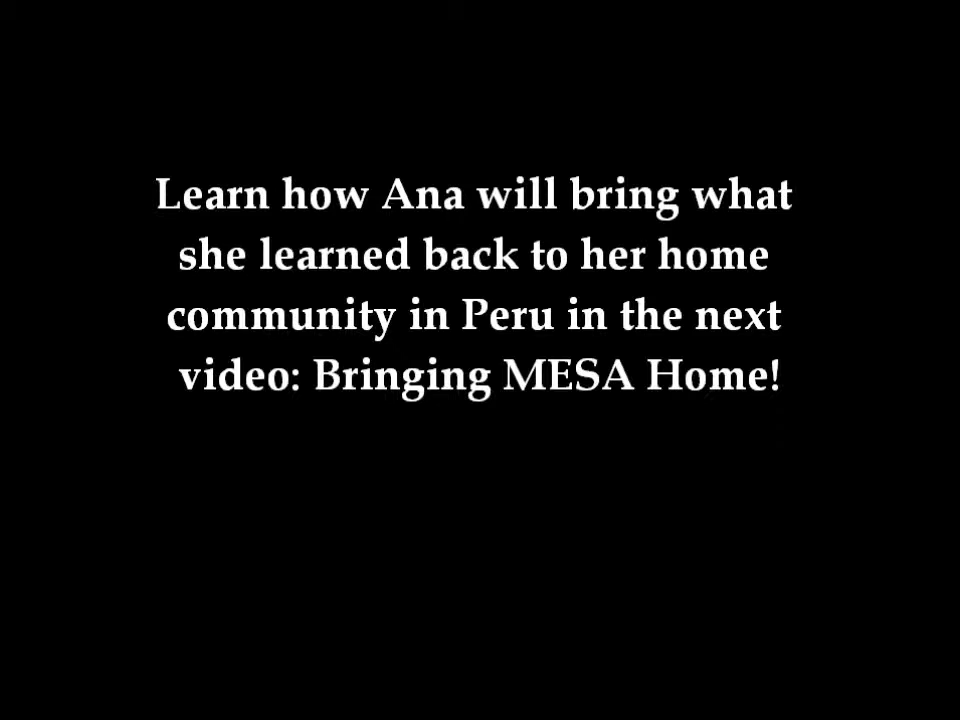 Learn how Ana will bring what
she learned back to her home
community in Peru in the next
video: Bringing MESA Home!